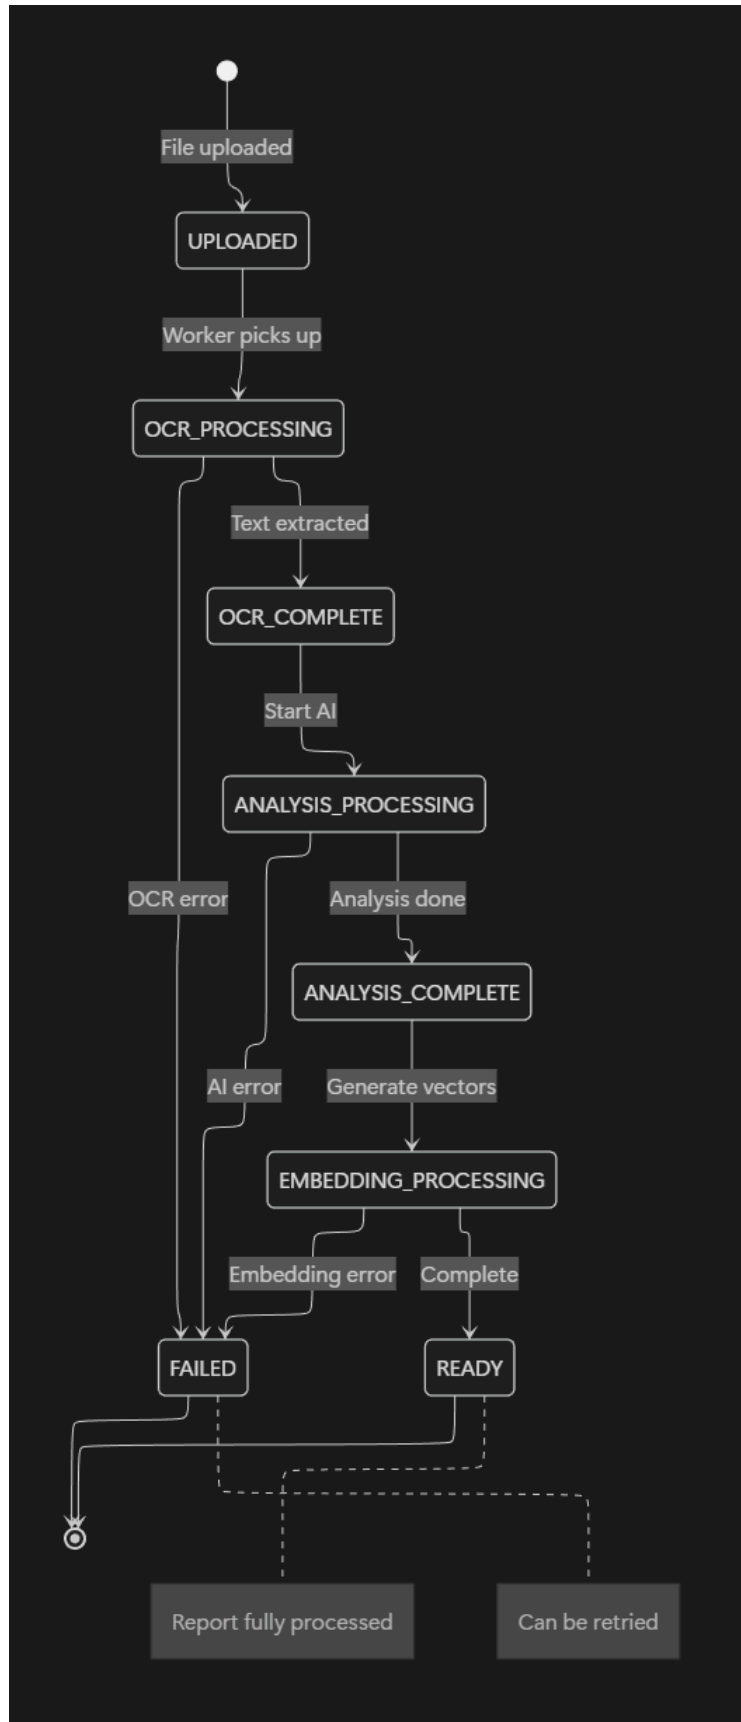 File uploaded
UPLOADED
Worker picks up
OCR_PROCESSING
Text extracted
OCR_COMPLETE
Start AI
ANALYSIS_PROCESSING
OCR error
Analysis done
ANALYSIS_COMPLETE
AI error
Generate vectors
EMBEDDING_PROCESSING
Embedding error
Complete
FAILED
READY
Report fully processed
Can be retried